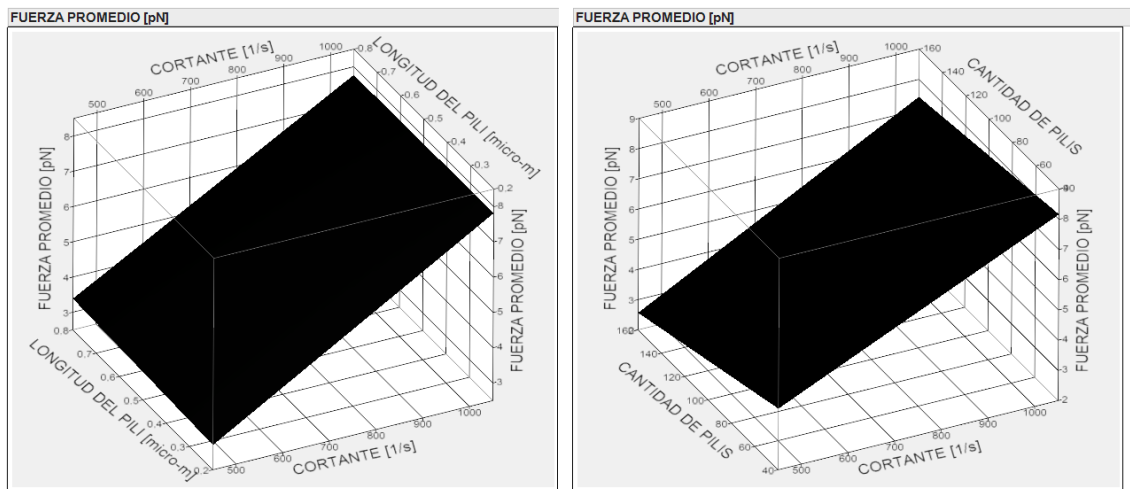 FUERZA PROMEDIO [pN]
CORTANTE [1/s]
500 600 700 800 900 1000
LONGITUD DEL PILI [micro-m]
0.8 0.7 0.6 0.5 0.4 0.3 0.2
FUERZA PROMEDIO [pN]
8 7 6 5 4 3
FUERZA PROMEDIO [pN]
8 7 6 5 4 3
LONGITUD DEL PILI [micro-m]
0.8 0.7 0.6 0.5 0.4 0.3 0.2
CORTANTE [1/s]
500 600 700 800 900 1000
FUERZA PROMEDIO [pN]
CORTANTE [1/s]
500 600 700 800 900 1000
CANTIDAD DE PILIS
160 140 120 100 80 60
FUERZA PROMEDIO [pN]
9 8 7 6 5 4 3
FUERZA PROMEDIO [pN]
8 7 6 5 4 3 2
CANTIDAD DE PILIS
140 120 100 80 60 40
CORTANTE [1/s]
500 600 700 800 900 1000